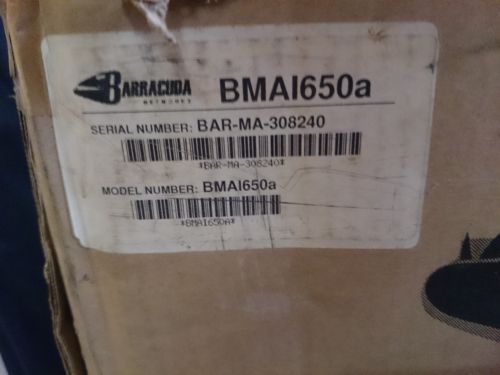 BARRACUDA
NETWORKS
BMAI650a
SERIAL NUMBER: BAR-MA-308240
*BAR-MA-308240*
MODEL NUMBER: BMAI650a
*BMAI650A*